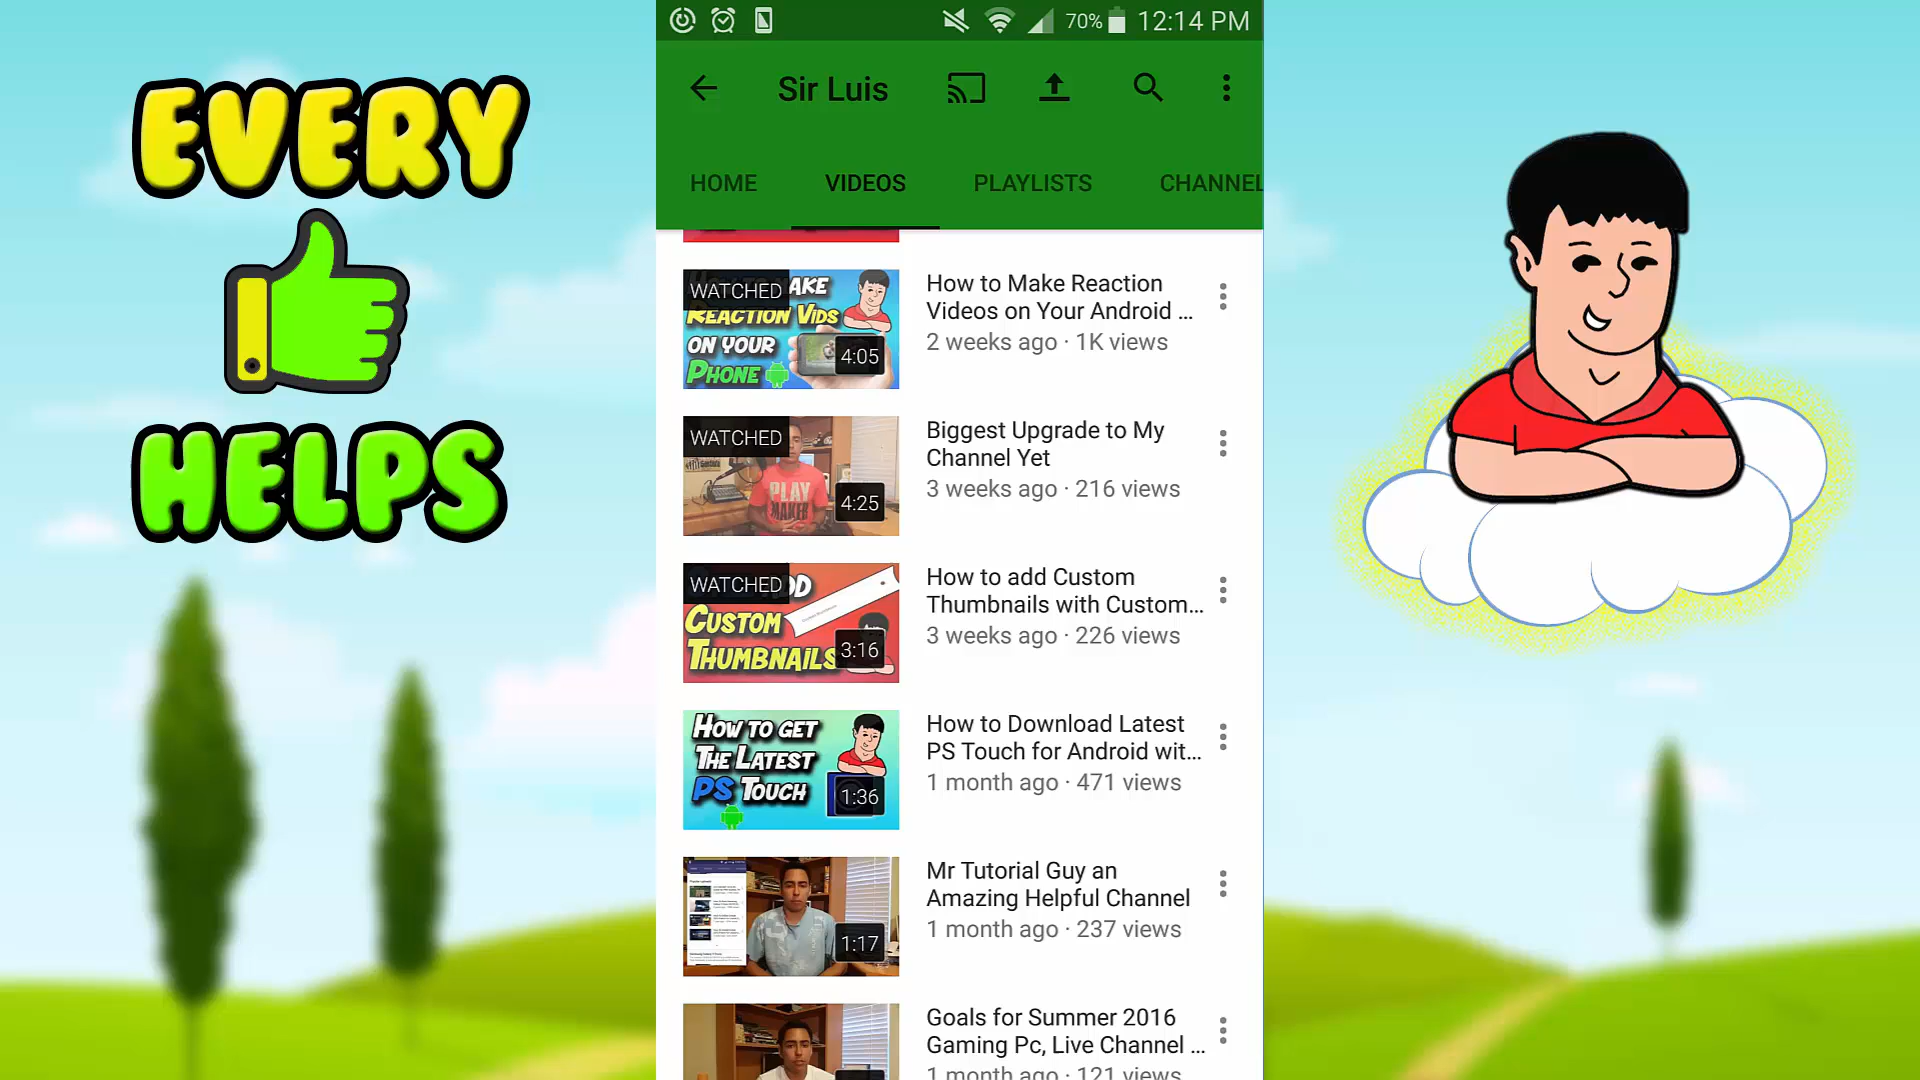 EVERY
HELPS
70% 12:14 PM
Sir Luis
HOME VIDEOS PLAYLISTS CHANNEL
WATCHED
AKE
REACTION VIDS
ON YOUR
PHONE
4:05
How to Make Reaction
Videos on Your Android ...
2 weeks ago · 1K views
WATCHED
PLAY
MAKER
4:25
Biggest Upgrade to My
Channel Yet
3 weeks ago · 216 views
WATCHED
CUSTOM
THUMBNAILS
3:16
How to add Custom
Thumbnails with Custom...
3 weeks ago · 226 views
HOW TO GET
THE LATEST
PS TOUCH
1:36
How to Download Latest
PS Touch for Android wit...
1 month ago · 471 views
1:17
Mr Tutorial Guy an
Amazing Helpful Channel
1 month ago · 237 views
Goals for Summer 2016
Gaming Pc, Live Channel ...
1 month ago · 121 views